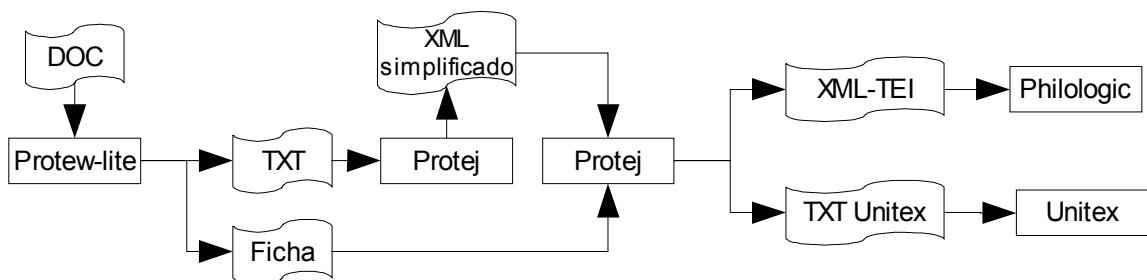 DOC
XML
simplificado
XML-TEI
Philologic
Protew-lite
TXT
Protej
Protej
Ficha
TXT Unitex
Unitex